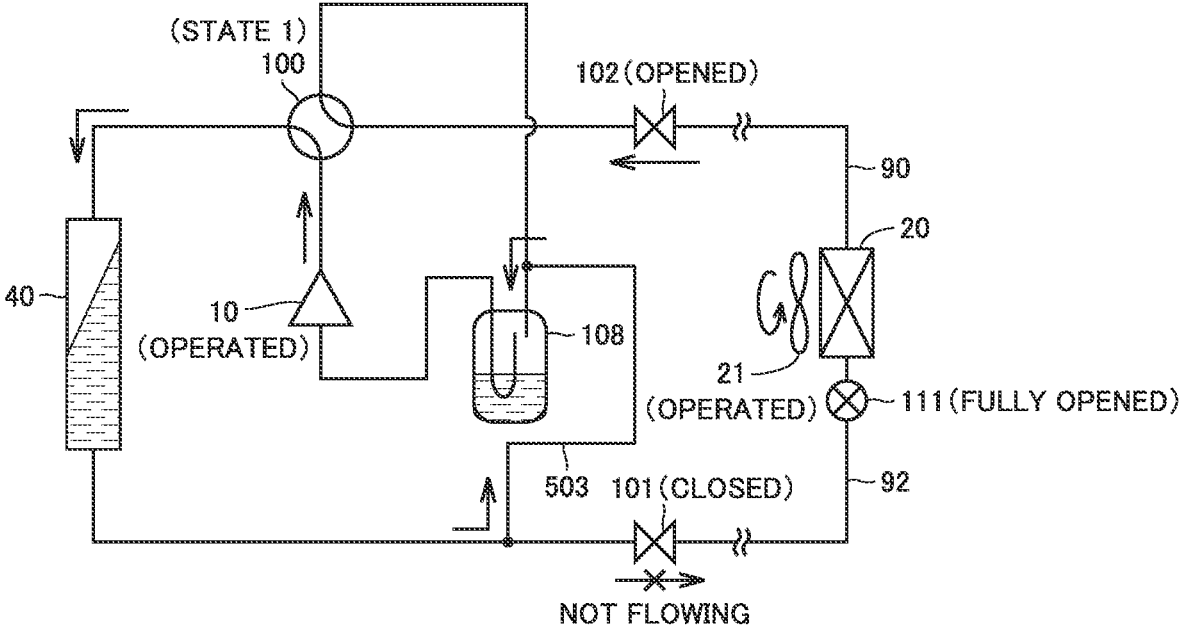 (STATE 1)
100
102(OPENED)
90
20
40
10
(OPERATED)
108
21
(OPERATED)
111(FULLY OPENED)
503
101(CLOSED)
92
NOT FLOWING